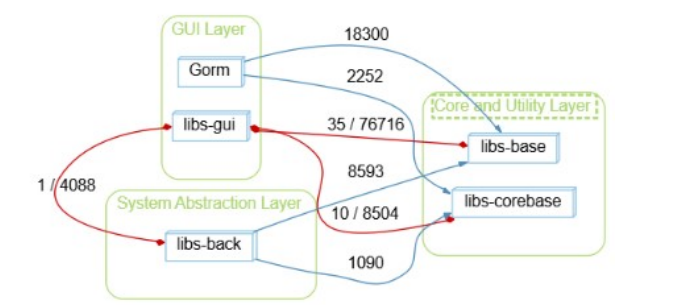 GUI Layer
18300
Gorm
2252
Core and Utility Layer
libs-gui
35 / 76716
libs-base
1 / 4088
8593
System Abstraction Layer
libs-corebase
10 / 8504
libs-back
1090